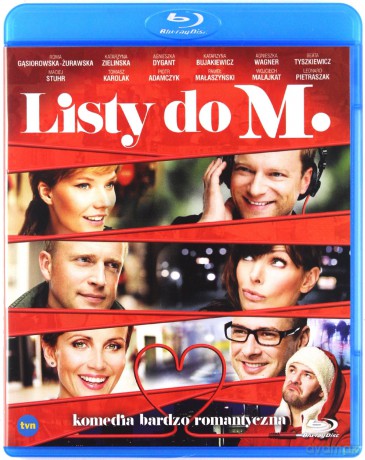 Blu-ray Disc
ROMA GĄSIOROWSKA-ŻURAWSKA KATARZYNA ZIELIŃSKA AGNIESZKA DYGANT KATARZYNA BUJAKIEWICZ AGNIESZKA WAGNER BEATA TYSZKIEWICZ
MACIEJ STUHR TOMASZ KAROLAK PIOTR ADAMCZYK PAWEŁ MAŁASZYŃSKI WOJCIECH MALAJKAT LEONARD PIETRASZAK
Listy do M.
komedia bardzo romantyczna
tvn
Blu-ray Disc